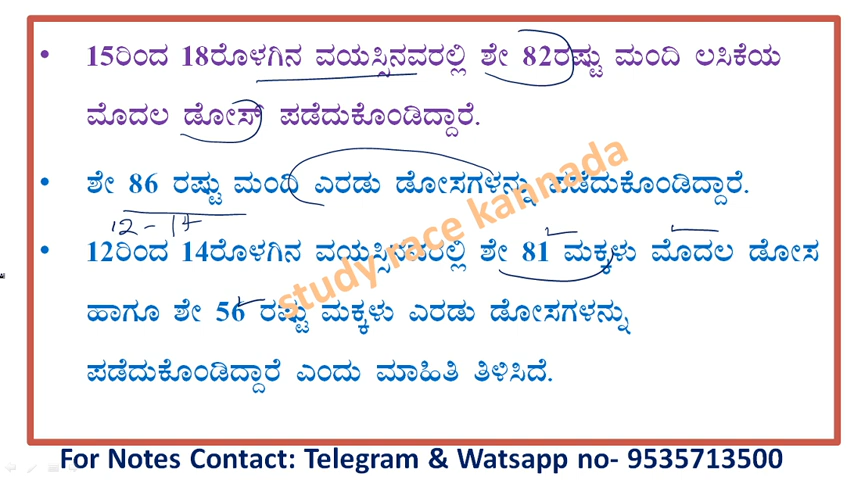 • 15ರಿಂದ 18ರೊಳಗಿನ ವಯಸ್ಸಿನವರಲ್ಲಿ ಶೇ 82ರಷ್ಟು ಮಂದಿ ಲಸಿಕೆಯ
ಮೊದಲ ಡೋಸ್ ಪಡೆದುಕೊಂಡಿದ್ದಾರೆ.
• ಶೇ 86 ರಷ್ಟು ಮಂದಿ ಎರಡು ಡೋಸಗಳನ್ನು ಪಡೆದುಕೊಂಡಿದ್ದಾರೆ.
12 - 14
• 12ರಿಂದ 14ರೊಳಗಿನ ವಯಸ್ಸಿನವರಲ್ಲಿ ಶೇ 81 ಮಕ್ಕಳು ಮೊದಲ ಡೋಸ
ಹಾಗೂ ಶೇ 56 ರಷ್ಟು ಮಕ್ಕಳು ಎರಡು ಡೋಸಗಳನ್ನು
ಪಡೆದುಕೊಂಡಿದ್ದಾರೆ ಎಂದು ಮಾಹಿತಿ ತಿಳಿಸಿದೆ.
study race kannada
For Notes Contact: Telegram & Watsapp no- 9535713500